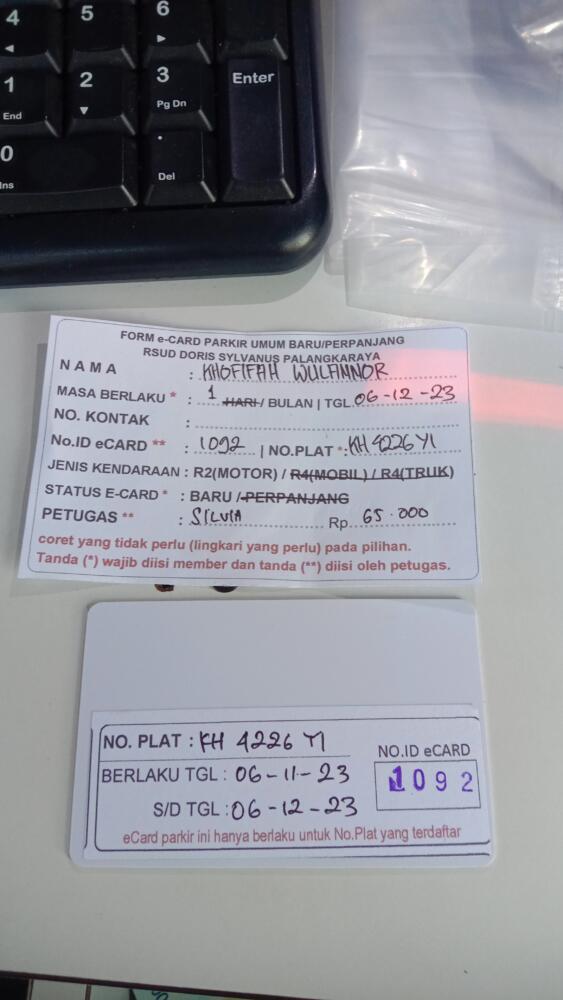 4 5 6
1 2 3 Enter
End Pg Dn
0 .
Ins Del
FORM e-CARD PARKIR UMUM BARU/PERPANJANG
RSUD DORIS SYLVANUS PALANGKARAYA
NAMA : KHOFIFAH WULANNOR
MASA BERLAKU * : 1 HARI / BULAN | TGL. 06-12-23
NO. KONTAK :
No.ID eCARD ** : 1092 | NO.PLAT *: KH 4226 YI
JENIS KENDARAAN : R2(MOTOR) / R4(MOBIL) / R4(TRUK)
STATUS E-CARD * : BARU / PERPANJANG
PETUGAS ** : SILVIA Rp 65.000
coret yang tidak perlu (lingkari yang perlu) pada pilihan.
Tanda (*) wajib diisi member dan tanda (**) diisi oleh petugas.
NO. PLAT : KH 4226 YI
NO.ID eCARD
BERLAKU TGL : 06-11-23
1092
S/D TGL : 06-12-23
eCard parkir ini hanya berlaku untuk No.Plat yang terdaftar